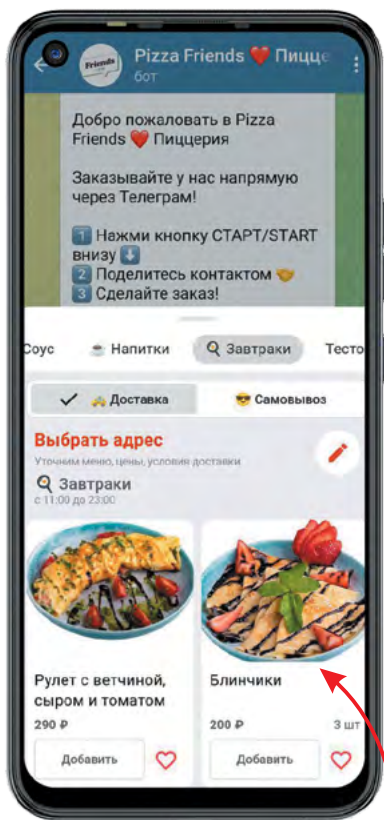 Friends
Pizza Friends ❤️ Пицце
бот
Добро пожаловать в Pizza
Friends ❤️ Пиццерия
Заказывайте у нас напрямую
через Телеграм!
1️⃣ Нажми кнопку СТАРТ/START
внизу ⬇️
2️⃣ Поделитесь контактом 🤝
3️⃣ Сделайте заказ!
Соус ☕ Напитки 🍳 Завтраки Тесто
✓ 🚕 Доставка 😎 Самовывоз
Выбрать адрес
Уточним меню, цены, условия доставки
🍳 Завтраки
с 11:00 до 23:00
Рулет с ветчиной,
сыром и томатом
290 ₽
Добавить
Блинчики
200 ₽ 3 шт
Добавить